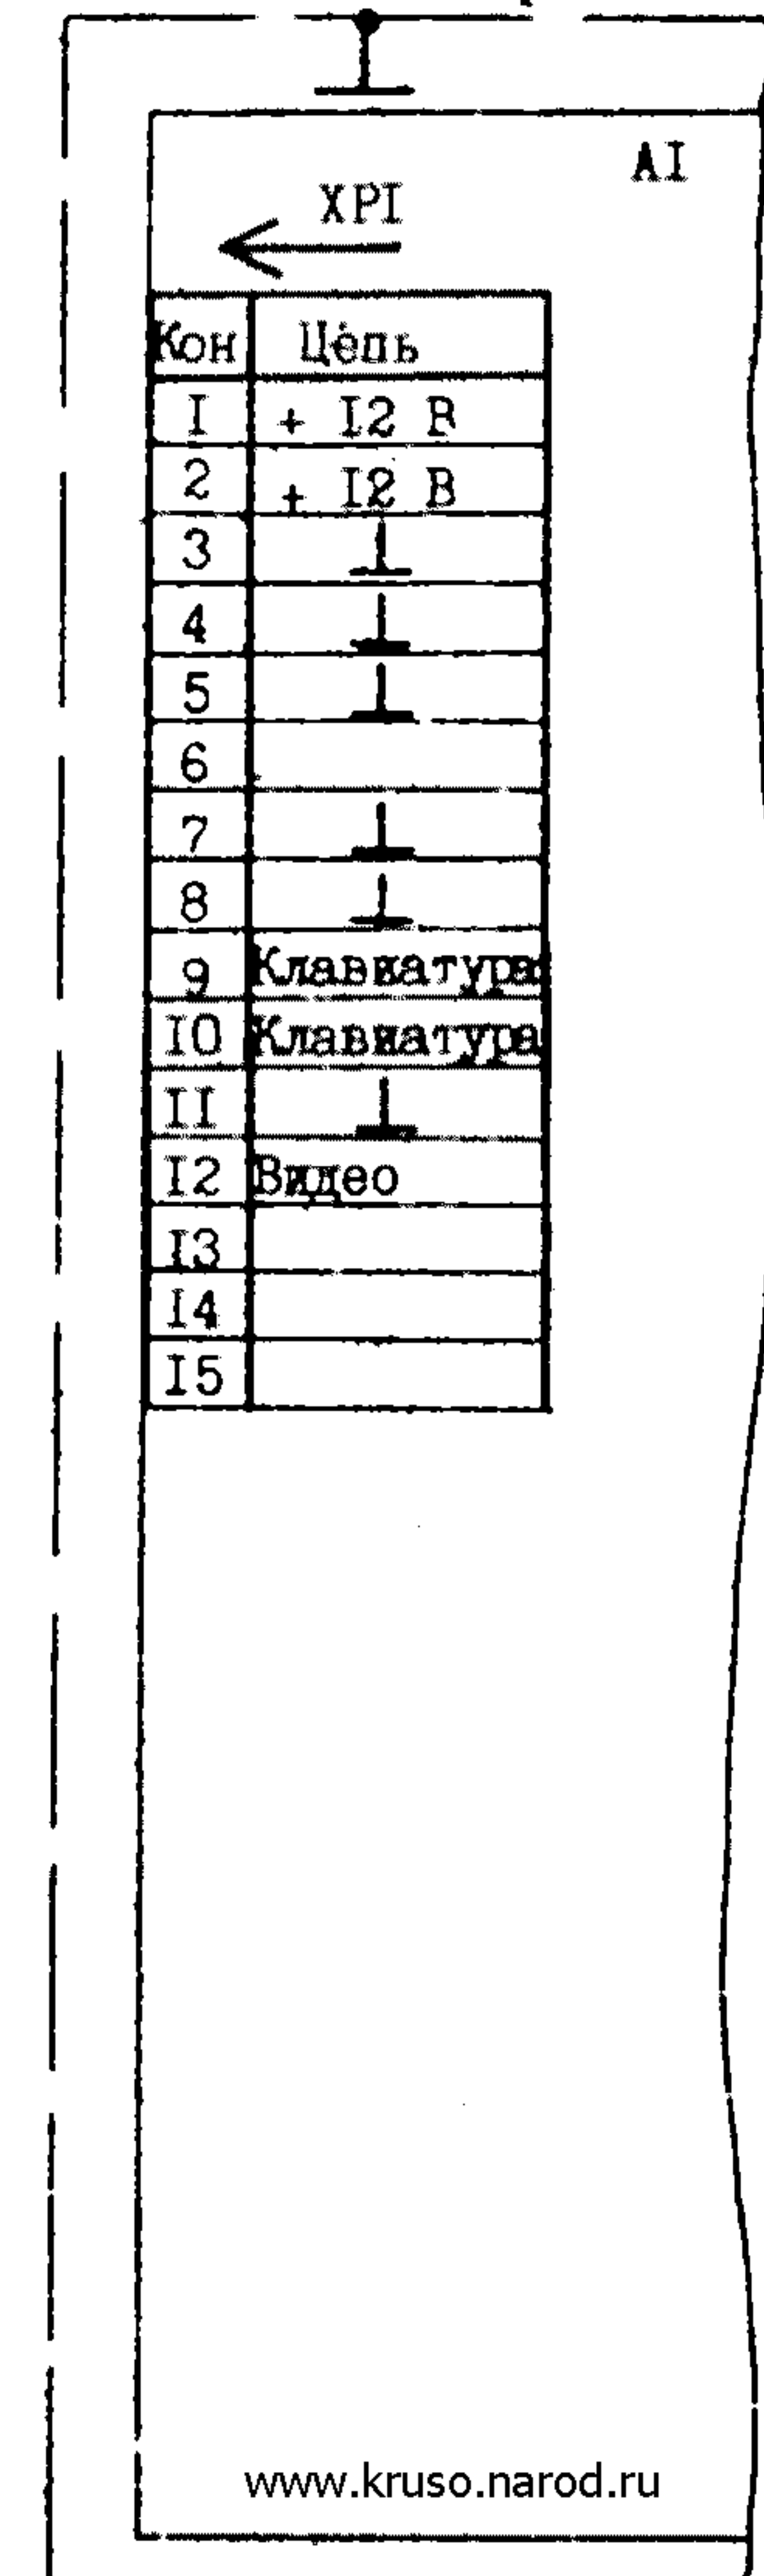 AI
XPI
Кон Цепь
I + I2 В
2 + I2 В
3 ⊥
4 ⊥
5 ⊥
6
7 ⊥
8 ⊥
9 Клавиатура
I0 Клавиатура
II ⊥
I2 Видео
I3
I4
I5
www.kruso.narod.ru